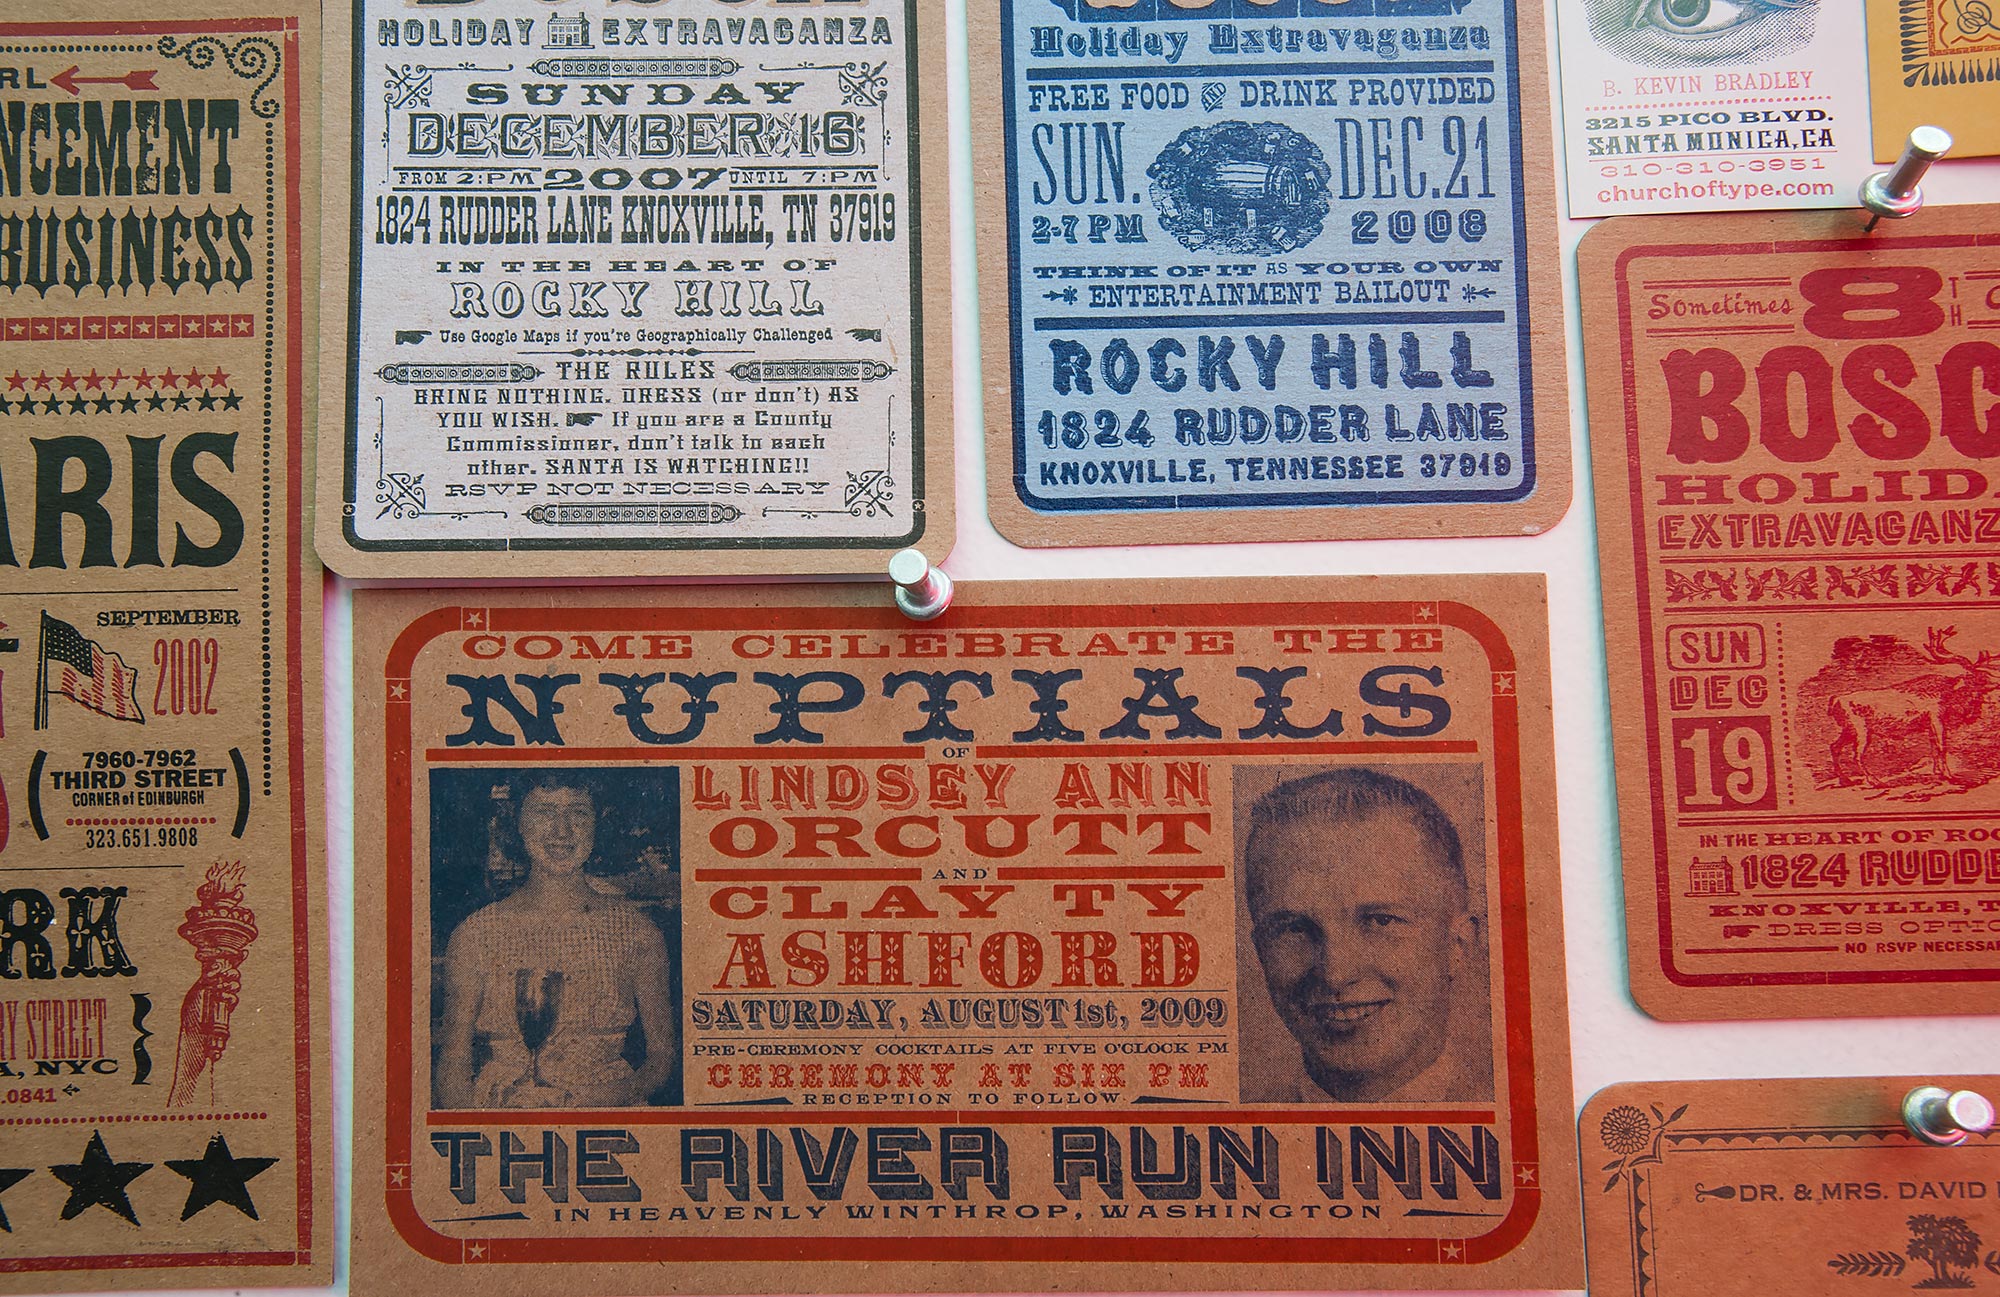 HOLIDAY EXTRAVAGANZA
SUNDAY
DECEMBER 16
FROM 2:PM 2007 UNTIL 7:PM
1824 RUDDER LANE KNOXVILLE, TN 37919
IN THE HEART OF
ROCKY HILL
Use Google Maps if you're Geographically Challenged
THE RULES
BRING NOTHING. DRESS (or don't) AS
YOU WISH. If you are a County
Commissioner, don't talk to each
other. SANTA IS WATCHING!!
RSVP NOT NECESSARY
Holiday Extravaganza
FREE FOOD AND DRINK PROVIDED
SUN. DEC. 21
2-7 PM 2008
THINK OF IT AS YOUR OWN
ENTERTAINMENT BAILOUT
ROCKY HILL
1824 RUDDER LANE
KNOXVILLE, TENNESSEE 37919
B. KEVIN BRADLEY
3215 PICO BLVD.
SANTA MONICA, CA
310-310-3951
churchoftype.com
Sometimes 8TH
BOSC
HOLIDA
EXTRAVAGANZ
SUN
DEC
19
IN THE HEART OF ROC
1824 RUDDE
KNOXVILLE, T
DRESS OPTIO
NO RSVP NECESSA
RL
NCEMENT
BUSINESS
ARIS
SEPTEMBER
2002
7960-7962
THIRD STREET
CORNER of EDINBURGH
323.651.9808
RK
RY STREET
A, NYC
.0841
COME CELEBRATE THE
NUPTIALS
OF
LINDSEY ANN
ORCUTT
AND
CLAY TY
ASHFORD
SATURDAY, AUGUST 1st, 2009
PRE-CEREMONY COCKTAILS AT FIVE O'CLOCK PM
CEREMONY AT SIX PM
RECEPTION TO FOLLOW
THE RIVER RUN INN
IN HEAVENLY WINTHROP, WASHINGTON
DR. & MRS. DAVID